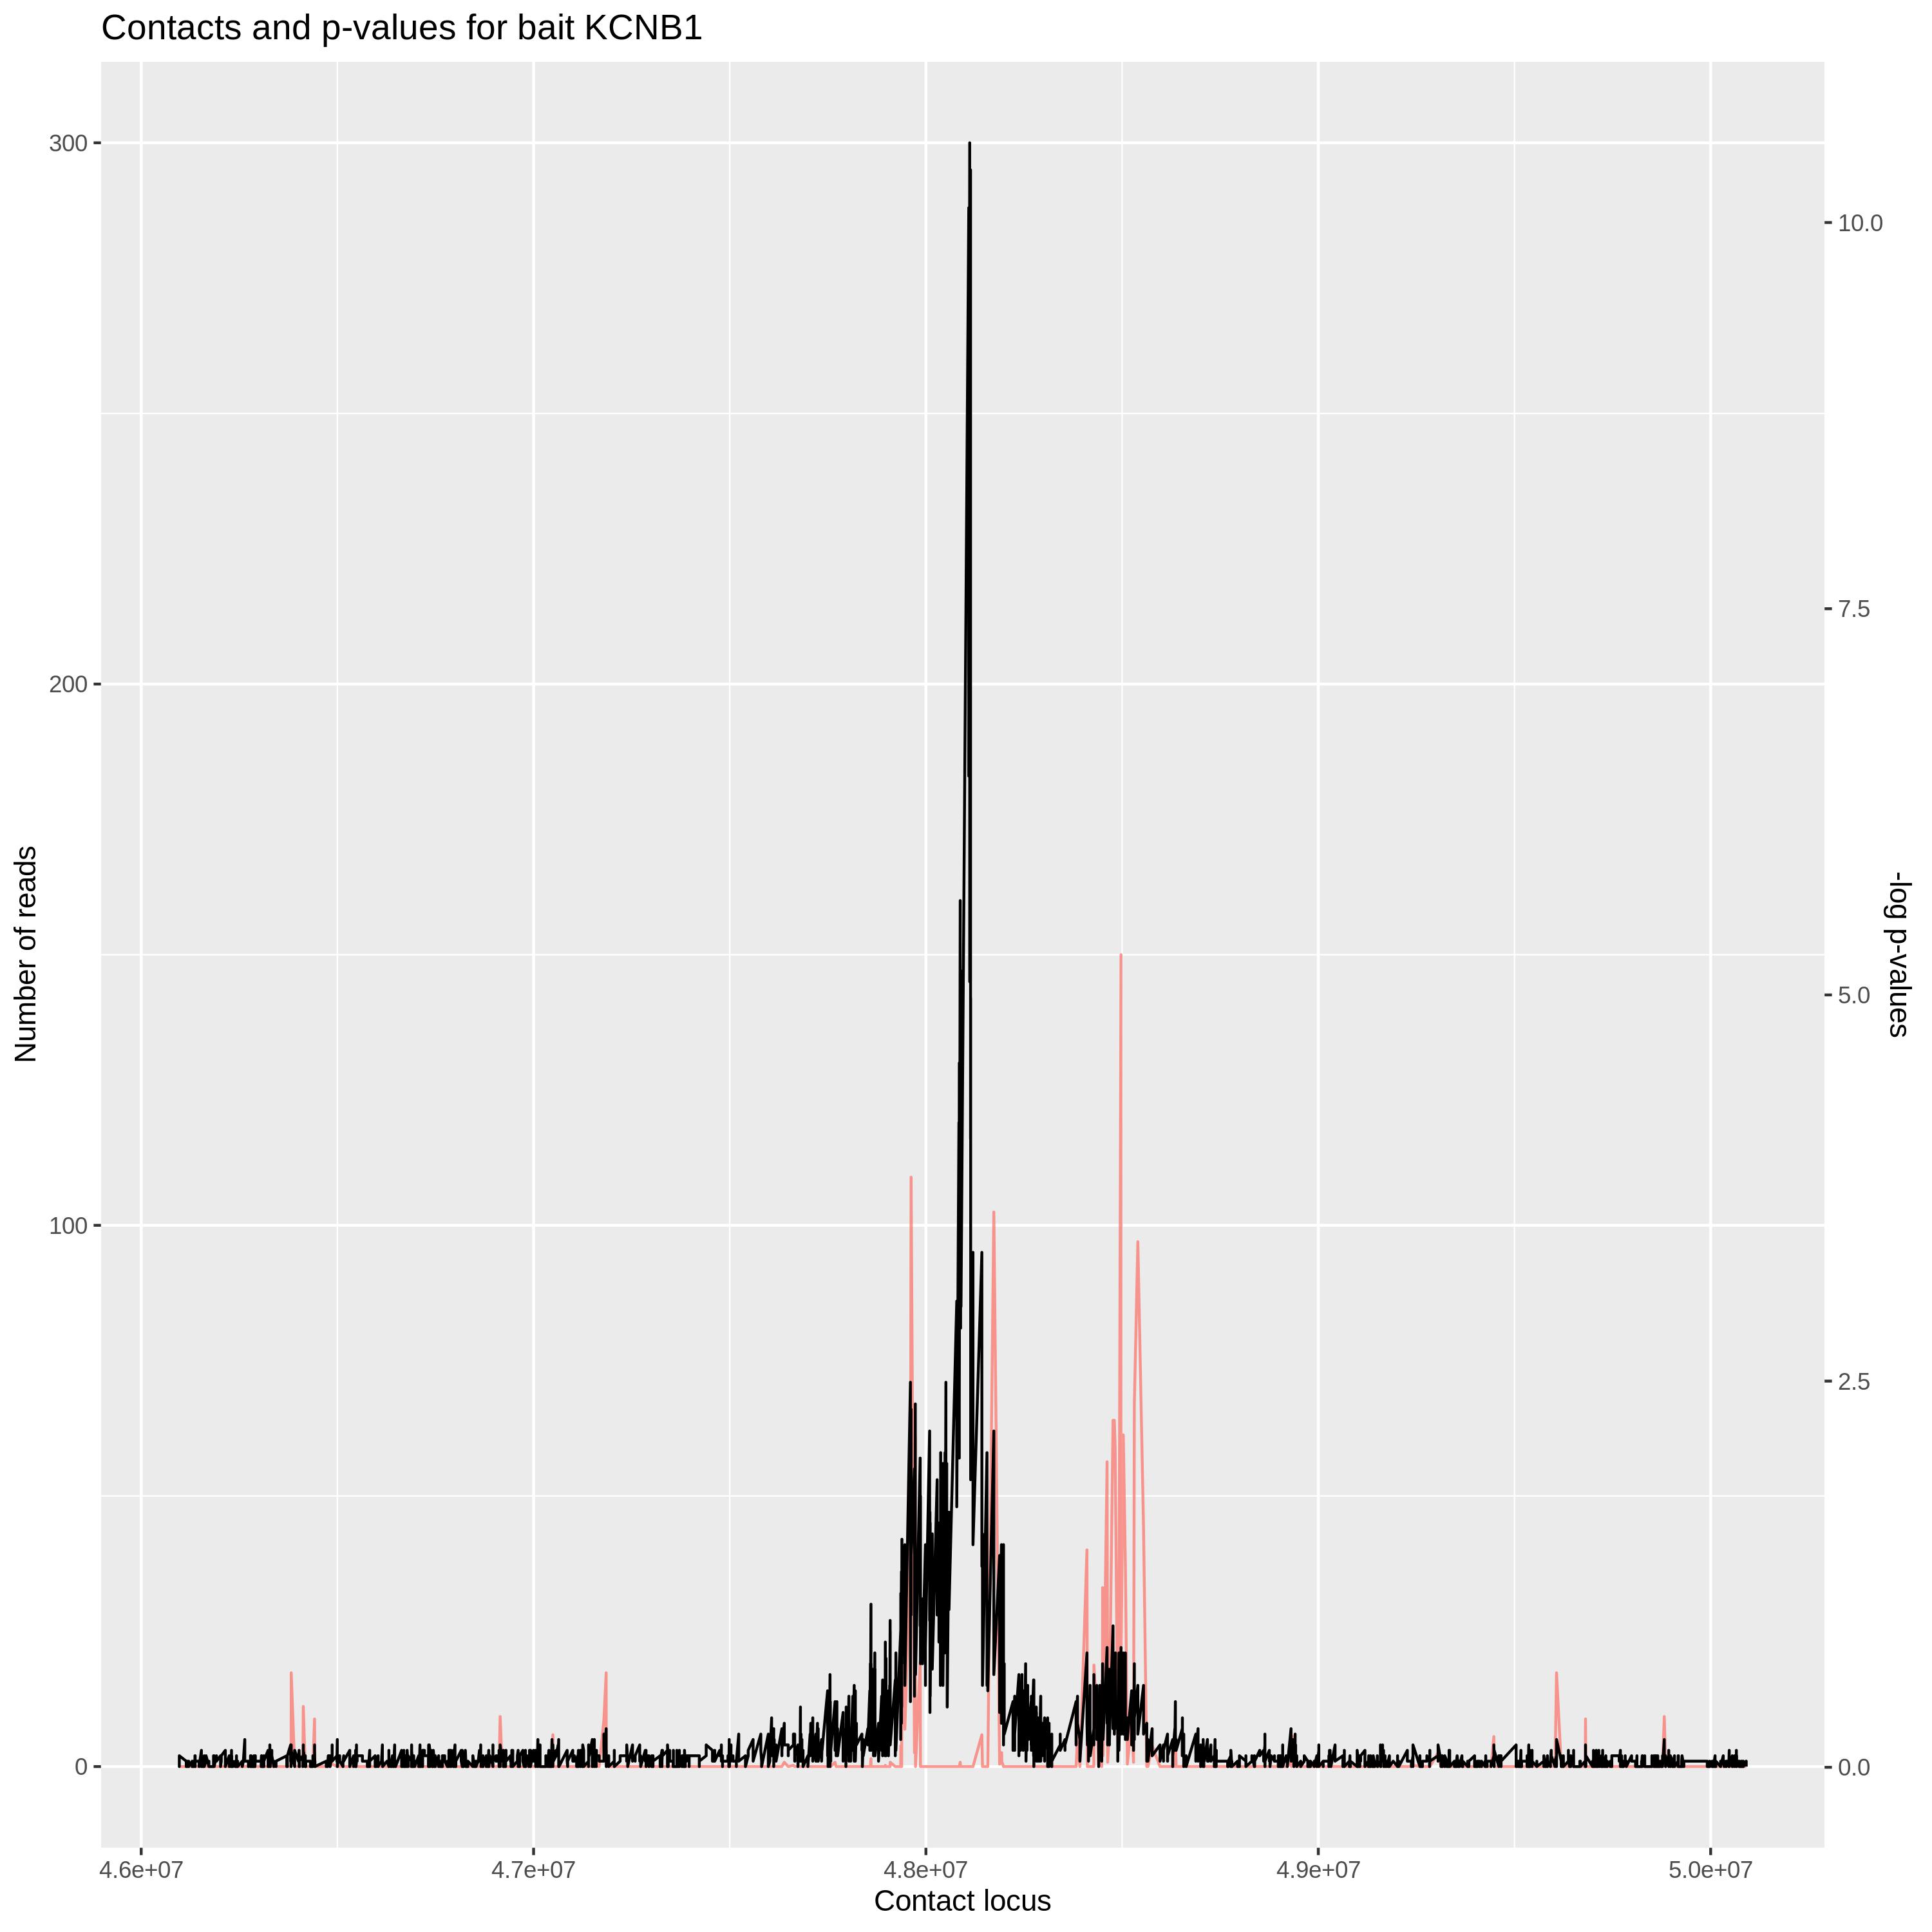 Contacts and p-values for bait KCNB1
300
200
100
0
Number of reads
10.0
7.5
5.0
2.5
0.0
-log p-values
4.6e+07
4.7e+07
4.8e+07
4.9e+07
5.0e+07
Contact locus